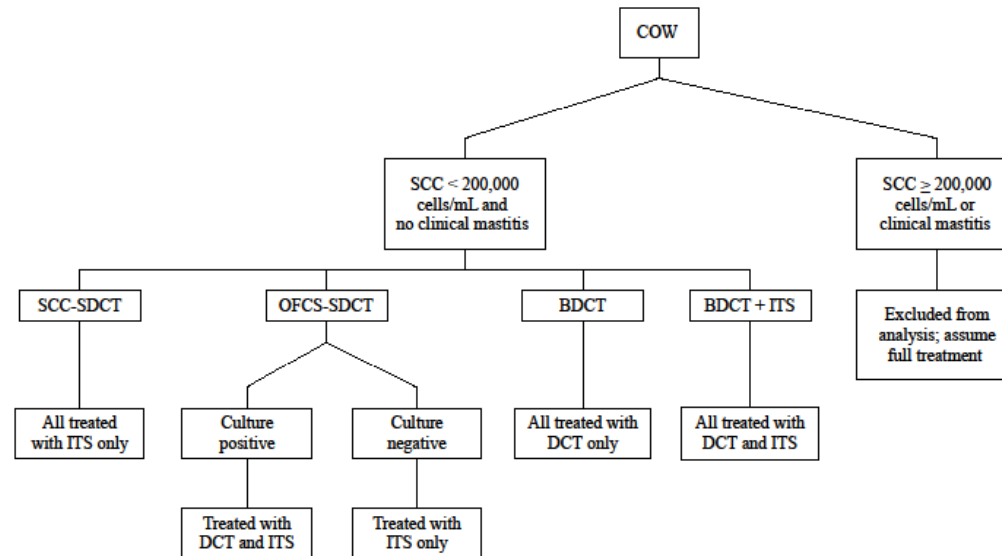 COW
SCC < 200,000
cells/mL and
no clinical mastitis
SCC ≥ 200,000
cells/mL or
clinical mastitis
SCC-SDCT
OFCS-SDCT
BDCT
BDCT + ITS
Excluded from
analysis; assume
full treatment
All treated
with ITS only
Culture
positive
Culture
negative
All treated with
DCT only
All treated with
DCT and ITS
Treated with
DCT and ITS
Treated with
ITS only